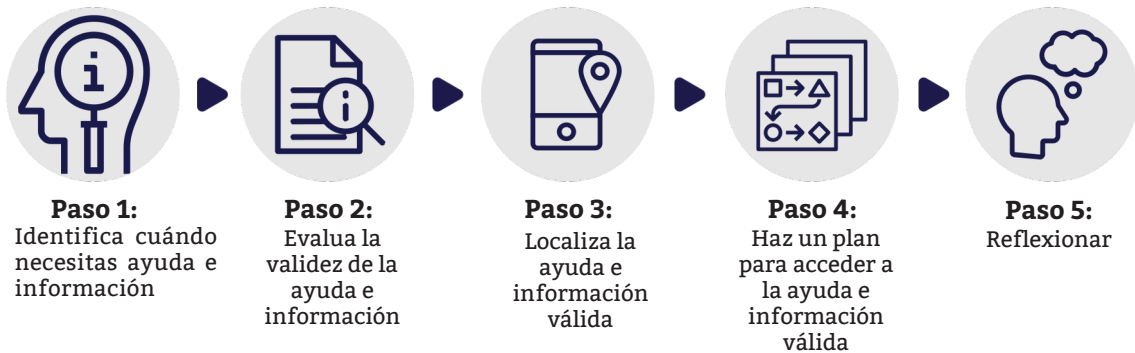 Paso 1:
Identifica cuándo
necesitas ayuda e
información
Paso 2:
Evalua la
validez de la
ayuda e
información
Paso 3:
Localiza la
ayuda e
información
válida
Paso 4:
Haz un plan
para acceder a
la ayuda e
información
válida
Paso 5:
Reflexionar